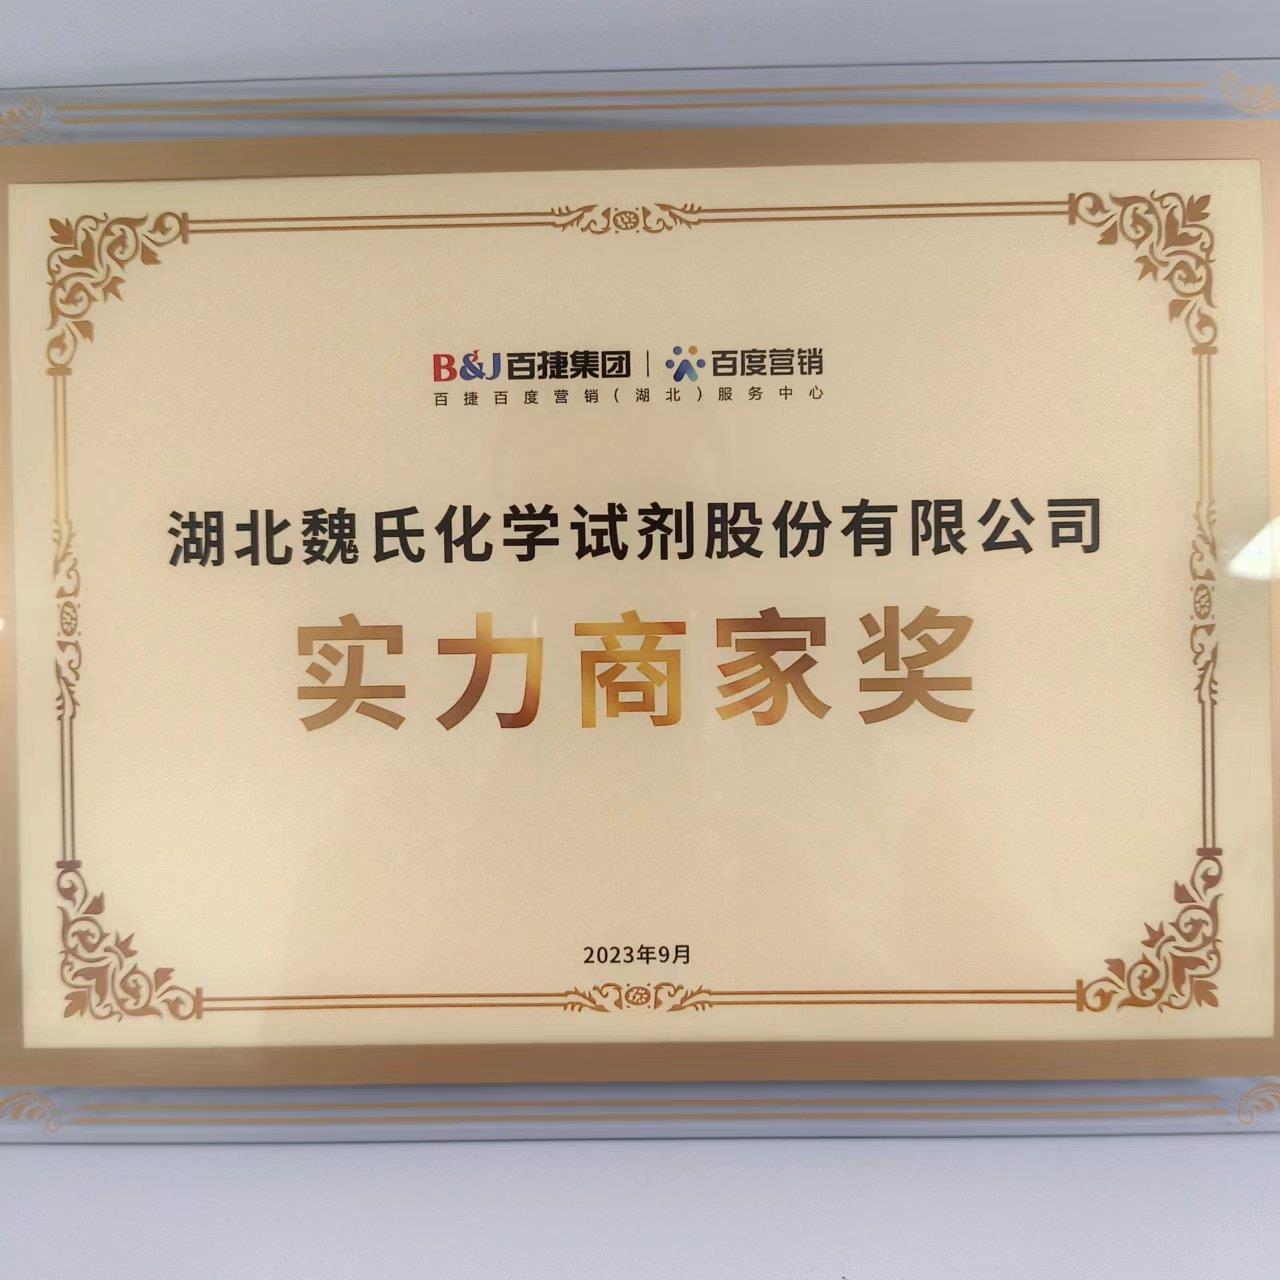 B&J百捷集团 | 百度营销
百捷百度营销(湖北)服务中心
湖北魏氏化学试剂股份有限公司
实力商家奖
2023年9月